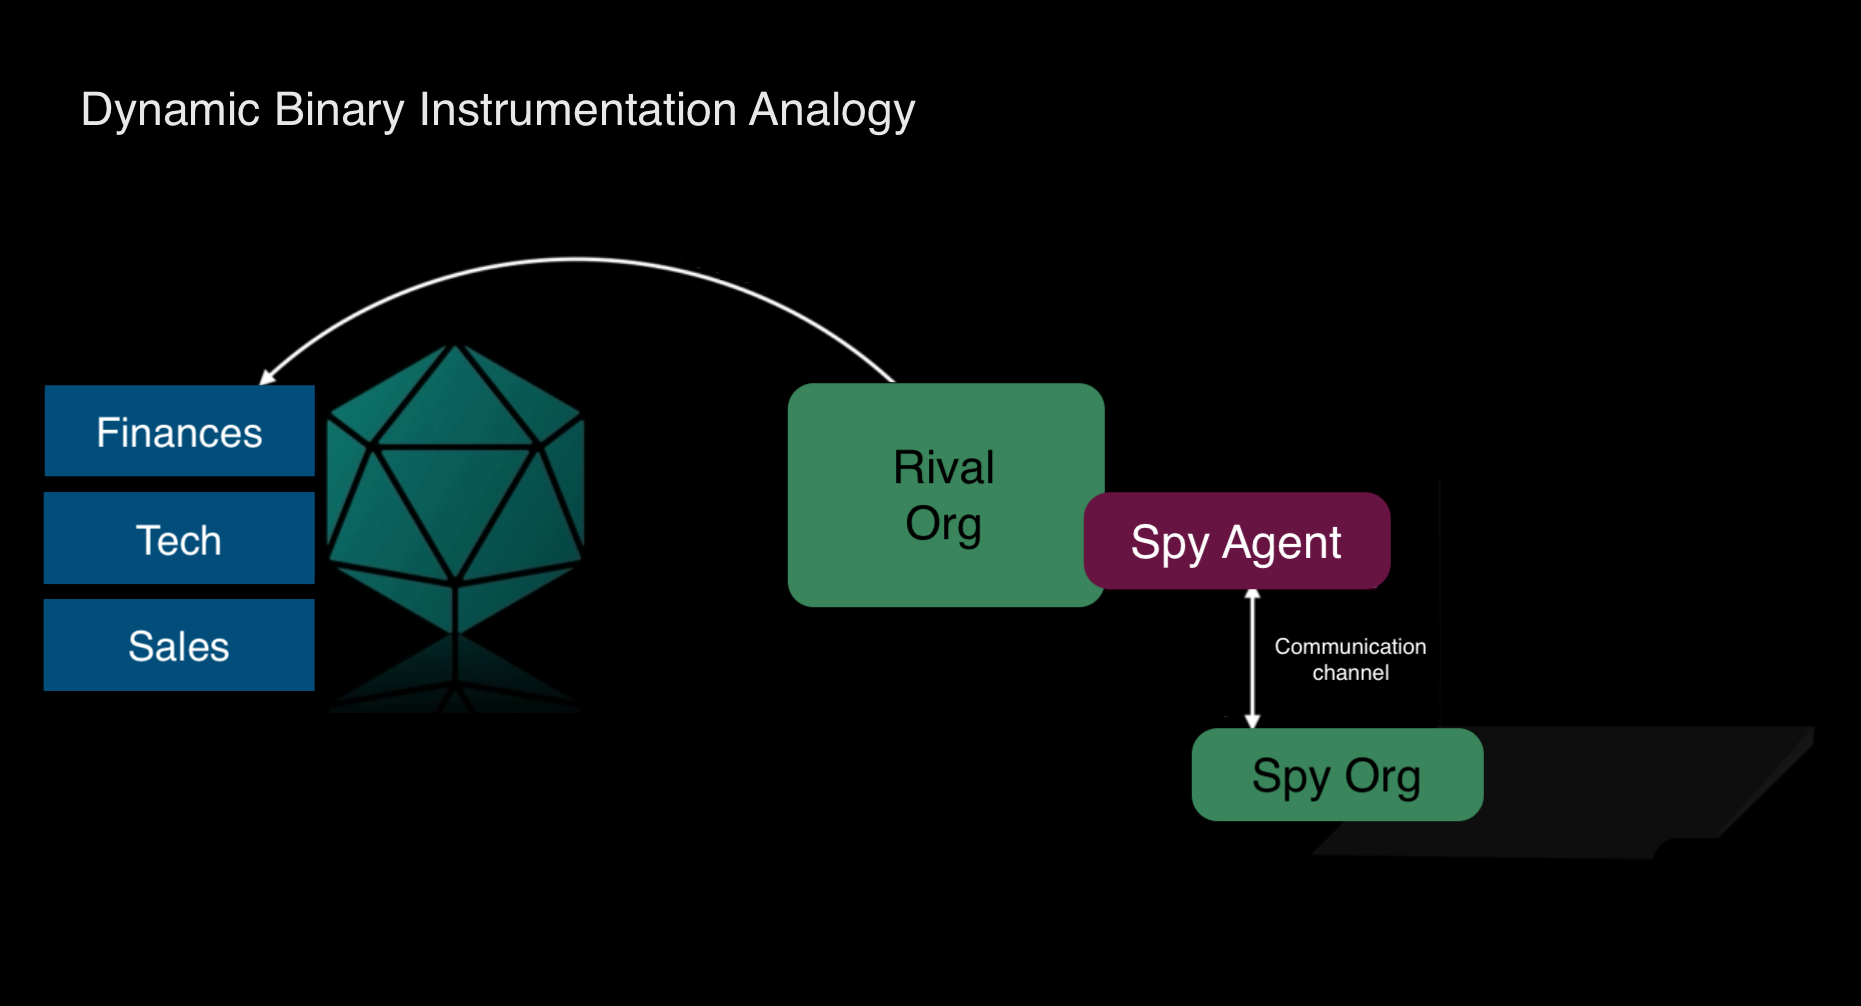 Dynamic Binary Instrumentation Analogy
Finances
Tech
Sales
Rival
Org
Spy Agent
Communication
channel
Spy Org